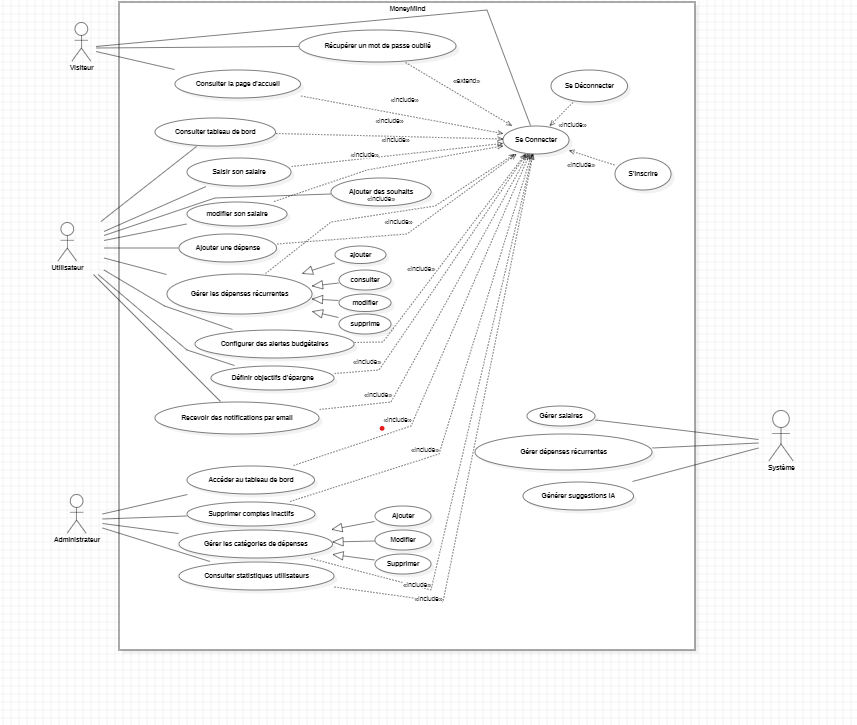 MoneyMind
Visiteur
Récupérer un mot de passe oublié
«extend»
Consulter la page d'accueil
«include»
Se Déconnecter
«include»
Consulter tableau de bord
«include»
«include»
Se Connecter
«include»
Saisir son salaire
«include»
S'inscrire
Ajouter des souhaits
«include»
modifier son salaire
«include»
Utilisateur
Ajouter une dépense
ajouter
«include»
consulter
Gérer les dépenses récurrentes
modifier
supprime
Configurer des alertes budgétaires
«include»
Définir objectifs d'épargne
«include»
Recevoir des notifications par email
«include»
Gérer salaires
Gérer dépenses récurrentes
Système
«include»
Accéder au tableau de bord
Générer suggestions IA
Supprimer comptes inactifs
Ajouter
Administrateur
Gérer les catégories de dépenses
Modifier
Supprimer
Consulter statistiques utilisateurs
«include»
«include»